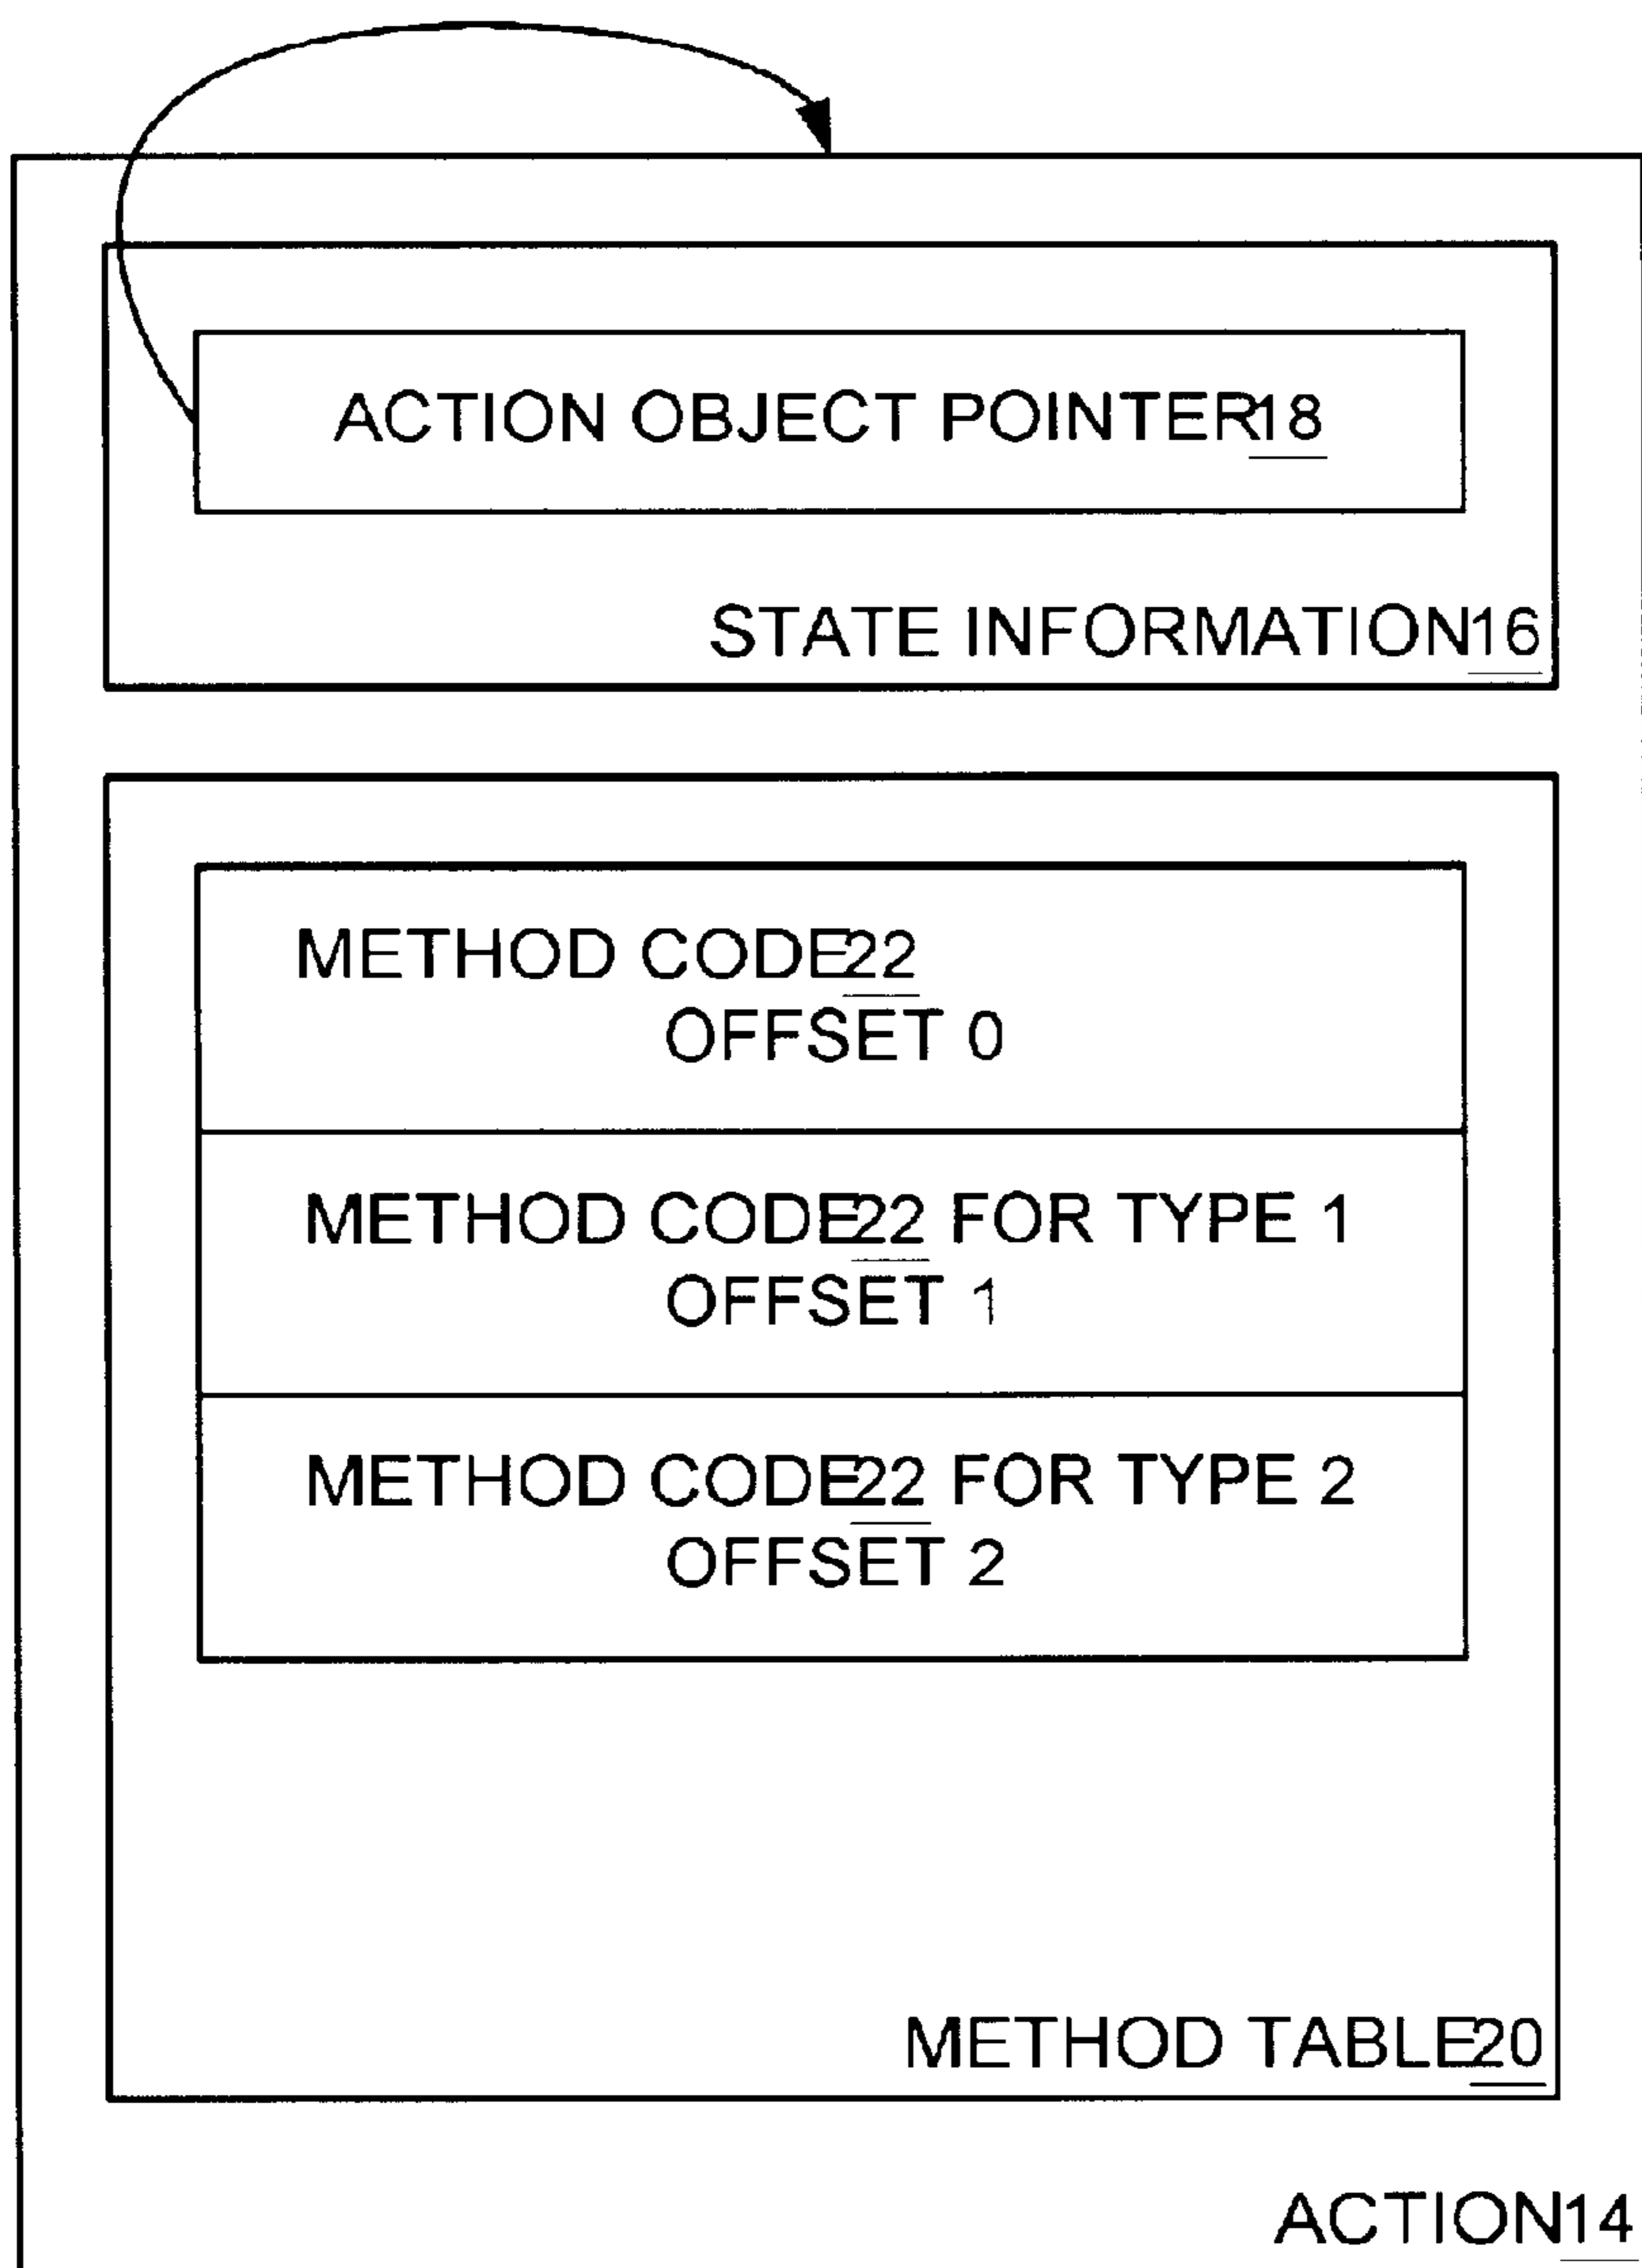 ACTION OBJECT POINTER18
STATE INFORMATION16
METHOD CODE22
OFFSET 0
METHOD CODE22 FOR TYPE 1
OFFSET 1
METHOD CODE22 FOR TYPE 2
OFFSET 2
METHOD TABLE20
ACTION14